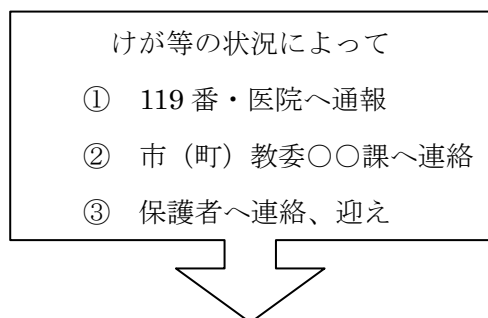 けが等の状況によって
① 119番・医院へ通報
② 市（町）教委○○課へ連絡
③ 保護者へ連絡、迎え